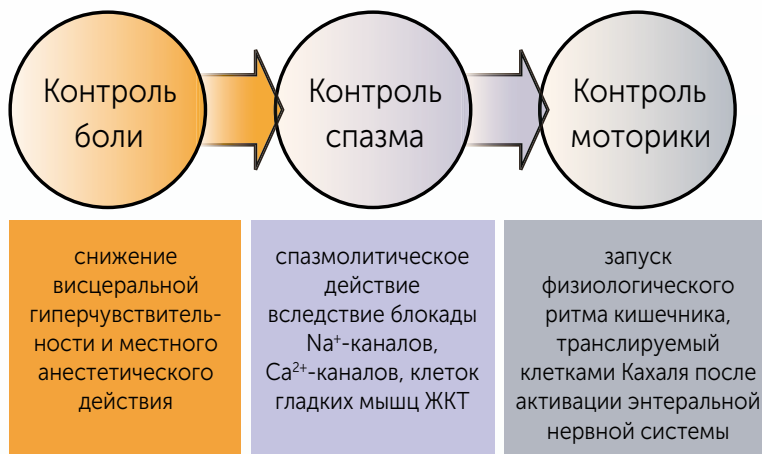 Контроль
боли
Контроль
спазма
Контроль
моторики
снижение
висцеральной
гиперчувствитель-
ности и местного
анестетического
действия
спазмолитическое
действие
вследствие блокады
Na⁺-каналов,
Ca²⁺-каналов, клеток
гладких мышц ЖКТ
запуск
физиологического
ритма кишечника,
транслируемый
клетками Кахаля после
активации энтеральной
нервной системы